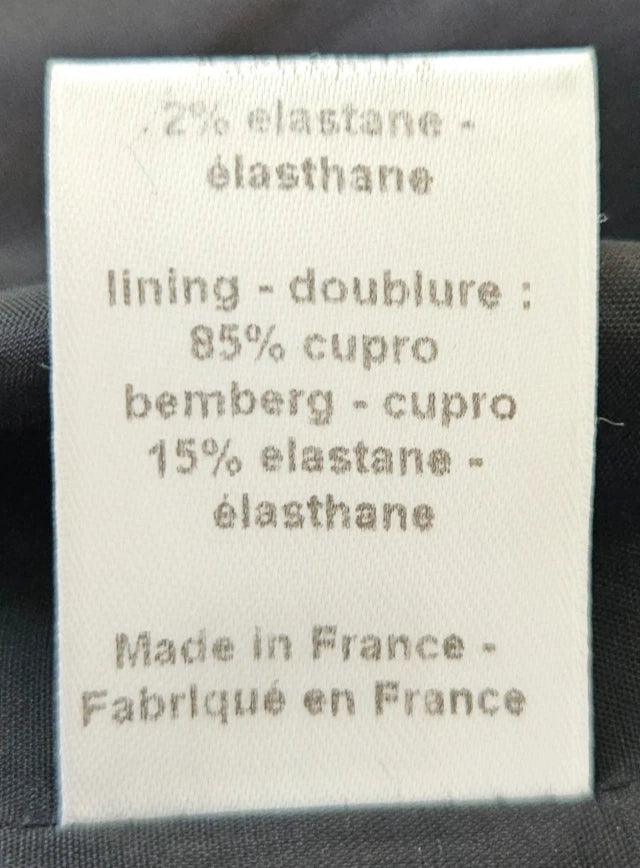 2% elastane -
élasthane
lining - doublure :
85% cupro
bemberg - cupro
15% elastane -
élasthane
Made in France -
Fabriqué en France